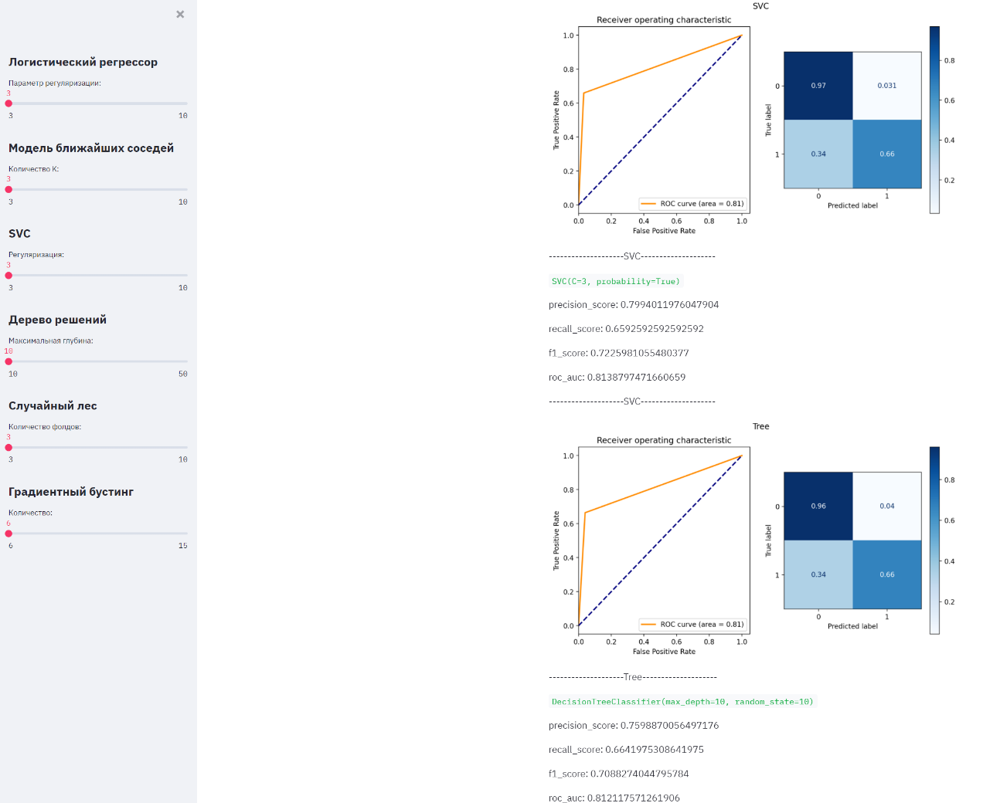 ×
Логистический регрессор
Параметр регуляризации:
3
3 10
Модель ближайших соседей
Количество K:
3
3 10
SVC
Регуляризация:
3
3 10
Дерево решений
Максимальная глубина:
10
10 50
Случайный лес
Количество фолдов:
3
3 10
Градиентный бустинг
Количество:
6
6 15
SVC
Receiver operating characteristic
True Positive Rate
1.0
0.8
0.6
0.4
0.2
0.0
ROC curve (area = 0.81)
0.0 0.2 0.4 0.6 0.8 1.0
False Positive Rate
True label
0 0.97 0.031
1 0.34 0.66
0 1
Predicted label
0.8
0.6
0.4
0.2
--------------------SVC--------------------
SVC(C=3, probability=True)
precision_score: 0.7994011976047904
recall_score: 0.6592592592592592
f1_score: 0.7225981055480377
roc_auc: 0.8138797471660659
--------------------SVC--------------------
Tree
Receiver operating characteristic
True Positive Rate
1.0
0.8
0.6
0.4
0.2
0.0
ROC curve (area = 0.81)
0.0 0.2 0.4 0.6 0.8 1.0
False Positive Rate
True label
0 0.96 0.04
1 0.34 0.66
0 1
Predicted label
0.8
0.6
0.4
0.2
--------------------Tree--------------------
DecisionTreeClassifier(max_depth=10, random_state=10)
precision_score: 0.7598870056497176
recall_score: 0.6641975308641975
f1_score: 0.7088274044795784
roc_auc: 0.812117571261906